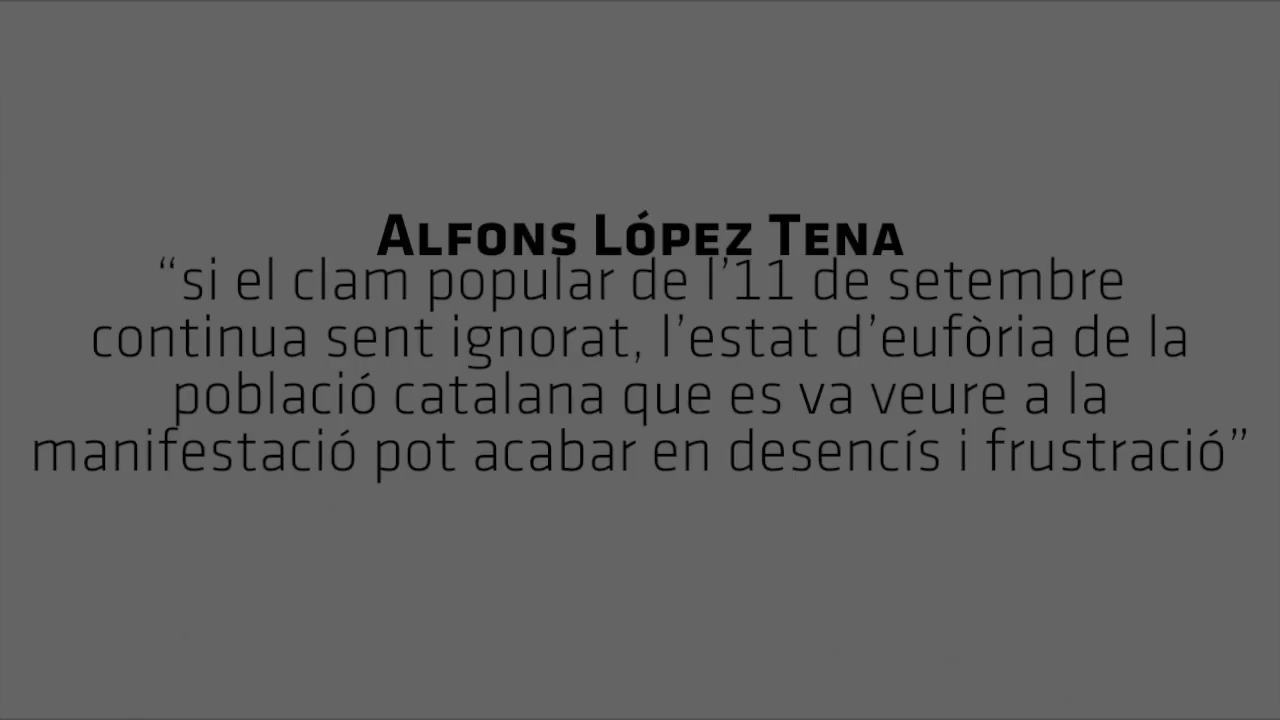 Alfons López Tena
“si el clam popular de l’11 de setembre
continua sent ignorat, l’estat d’eufòria de la
població catalana que es va veure a la
manifestació pot acabar en desencís i frustració”